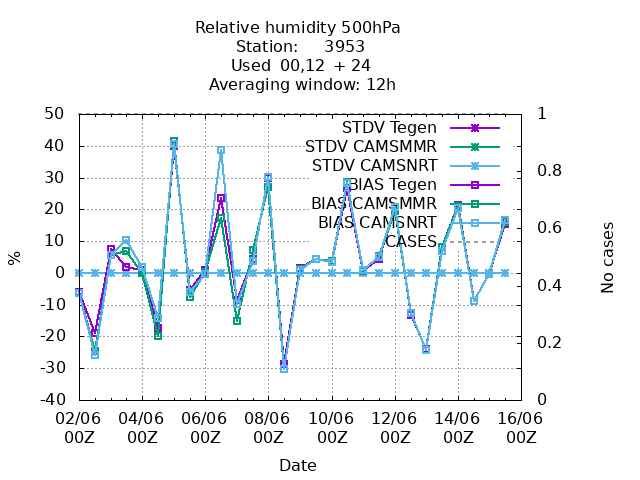 Relative humidity 500hPa
Station: 3953
Used 00,12 + 24
Averaging window: 12h
50 1
STDV Tegen
40
STDV CAMSMMR
STDV CAMSNRT
30 0.8
BIAS Tegen
20
BIAS CAMSMMR
BIAS CAMSNRT
0.6
10
CASES
%
No cases
0
0.4
-10
-20
0.2
-30
-40 0
02/06 04/06 06/06 08/06 10/06 12/06 14/06 16/06
00Z 00Z 00Z 00Z 00Z 00Z 00Z 00Z
Date